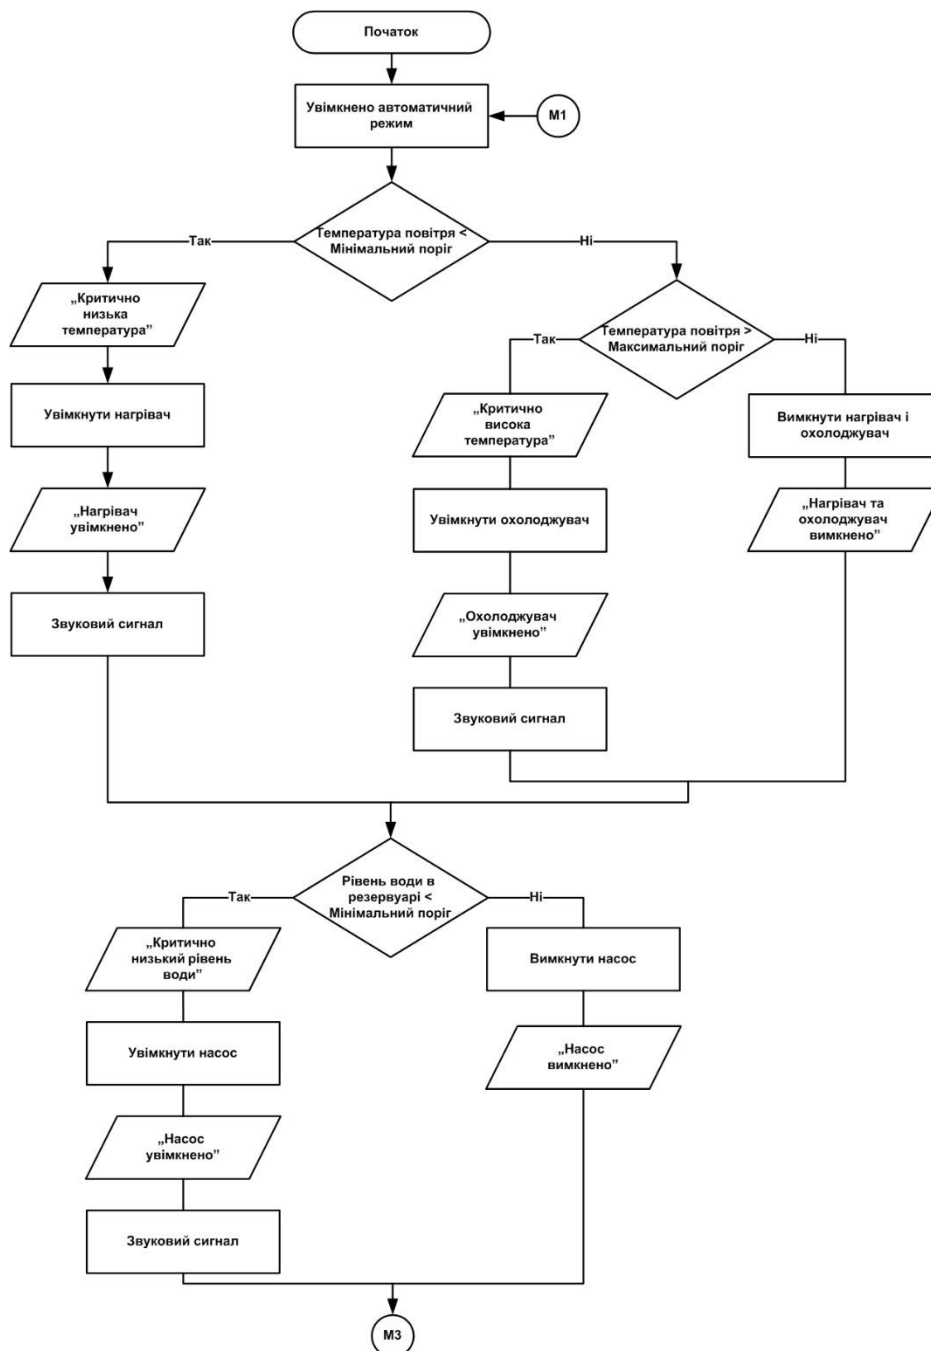 Початок
Увімкнено автоматичний
режим
М1
Температура повітря <
Мінімальний поріг
Так
Ні
„Критично
низька
температура”
Увімкнути нагрівач
„Нагрівач
увімкнено”
Звуковий сигнал
Температура повітря >
Максимальний поріг
Так
Ні
„Критично
висока
температура”
Увімкнути охолоджувач
„Охолоджувач
увімкнено”
Звуковий сигнал
Вимкнути нагрівач і
охолоджувач
„Нагрівач та
охолоджувач
вимкнено”
Рівень води в
резервуарі <
Мінімальний поріг
Так
Ні
„Критично
низький рівень
води”
Увімкнути насос
„Насос
увімкнено”
Звуковий сигнал
Вимкнути насос
„Насос
вимкнено”
М3